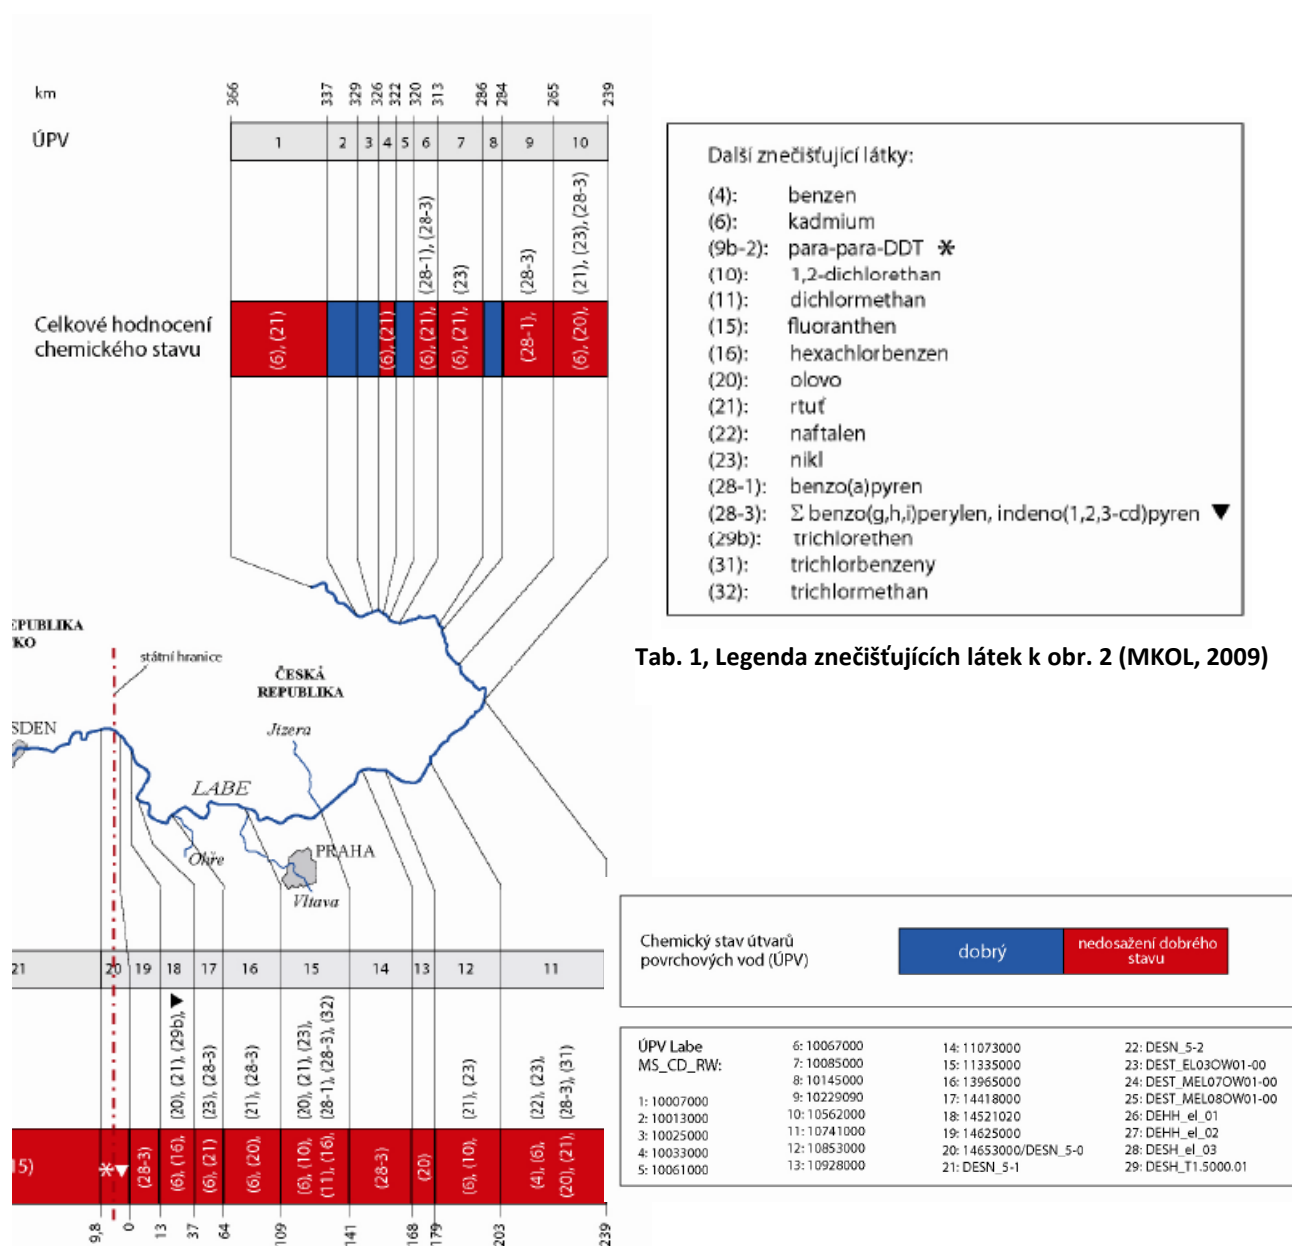 km
366
337
329
326
322
320
313
286
284
265
239
ÚPV
1
2
3
4
5
6
7
8
9
10
(28-1), (28-3)
(23)
(28-3)
(21), (23), (28-3)
Celkové hodnocení
chemického stavu
(6), (21)
(6), (21)
(6), (21),
(6), (21),
(28-1),
(6), (20),
Další znečišťující látky:
(4): benzen
(6): kadmium
(9b-2): para-para-DDT *
(10): 1,2-dichlorethan
(11): dichlormethan
(15): fluoranthen
(16): hexachlorbenzen
(20): olovo
(21): rtuť
(22): naftalen
(23): nikl
(28-1): benzo(a)pyren
(28-3): Σ benzo(g,h,i)perylen, indeno(1,2,3-cd)pyren ▼
(29b): trichlorethen
(31): trichlorbenzeny
(32): trichlormethan
Tab. 1, Legenda znečišťujících látek k obr. 2 (MKOL, 2009)
EPUBLIKA
KO
státní hranice
ČESKÁ
REPUBLIKA
SDEN
Jizera
LABE
Ohře
PRAHA
Vltava
21
20
19
18
17
16
15
14
13
12
11
(20), (21), (29b), ▼
(23), (28-3)
(21), (28-3)
(20), (21), (23),
(28-1), (28-3), (32)
(21), (23)
(22), (23),
(28-3), (31)
15)
* ▼
(28-3)
(6), (16),
(6), (21)
(6), (20),
(6), (10),
(11), (16),
(28-3)
(20)
(6), (10),
(4), (6),
(20), (21),
9,8
0
13
37
64
109
141
168
179
203
239
Chemický stav útvarů
povrchových vod (ÚPV)
dobrý
nedosažení dobrého
stavu
ÚPV Labe
MS_CD_RW:
1: 10007000
2: 10013000
3: 10025000
4: 10033000
5: 10061000
6: 10067000
7: 10085000
8: 10145000
9: 10229090
10: 10562000
11: 10741000
12: 10853000
13: 10928000
14: 11073000
15: 11335000
16: 13965000
17: 14418000
18: 14521020
19: 14625000
20: 14653000/DESN_5-0
21: DESN_5-1
22: DESN_5-2
23: DEST_EL03OW01-00
24: DEST_MEL07OW01-00
25: DEST_MEL08OW01-00
26: DEHH_el_01
27: DEHH_el_02
28: DESH_el_03
29: DESH_T1.5000.01